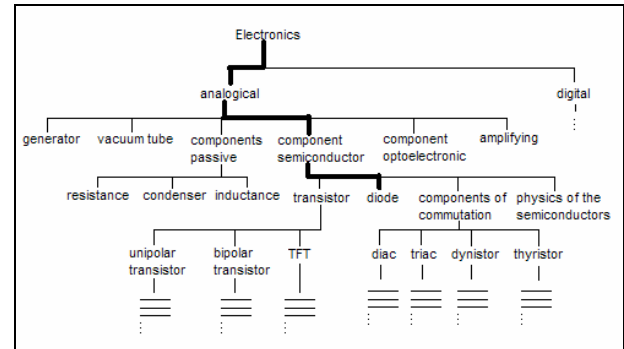 Electronics
analogical
digital
generator
vacuum tube
components
passive
component
semiconductor
component
optoelectronic
amplifying
resistance
condenser
inductance
transistor
diode
components of
commutation
physics of the
semiconductors
unipolar
transistor
bipolar
transistor
TFT
diac
triac
dynistor
thyristor